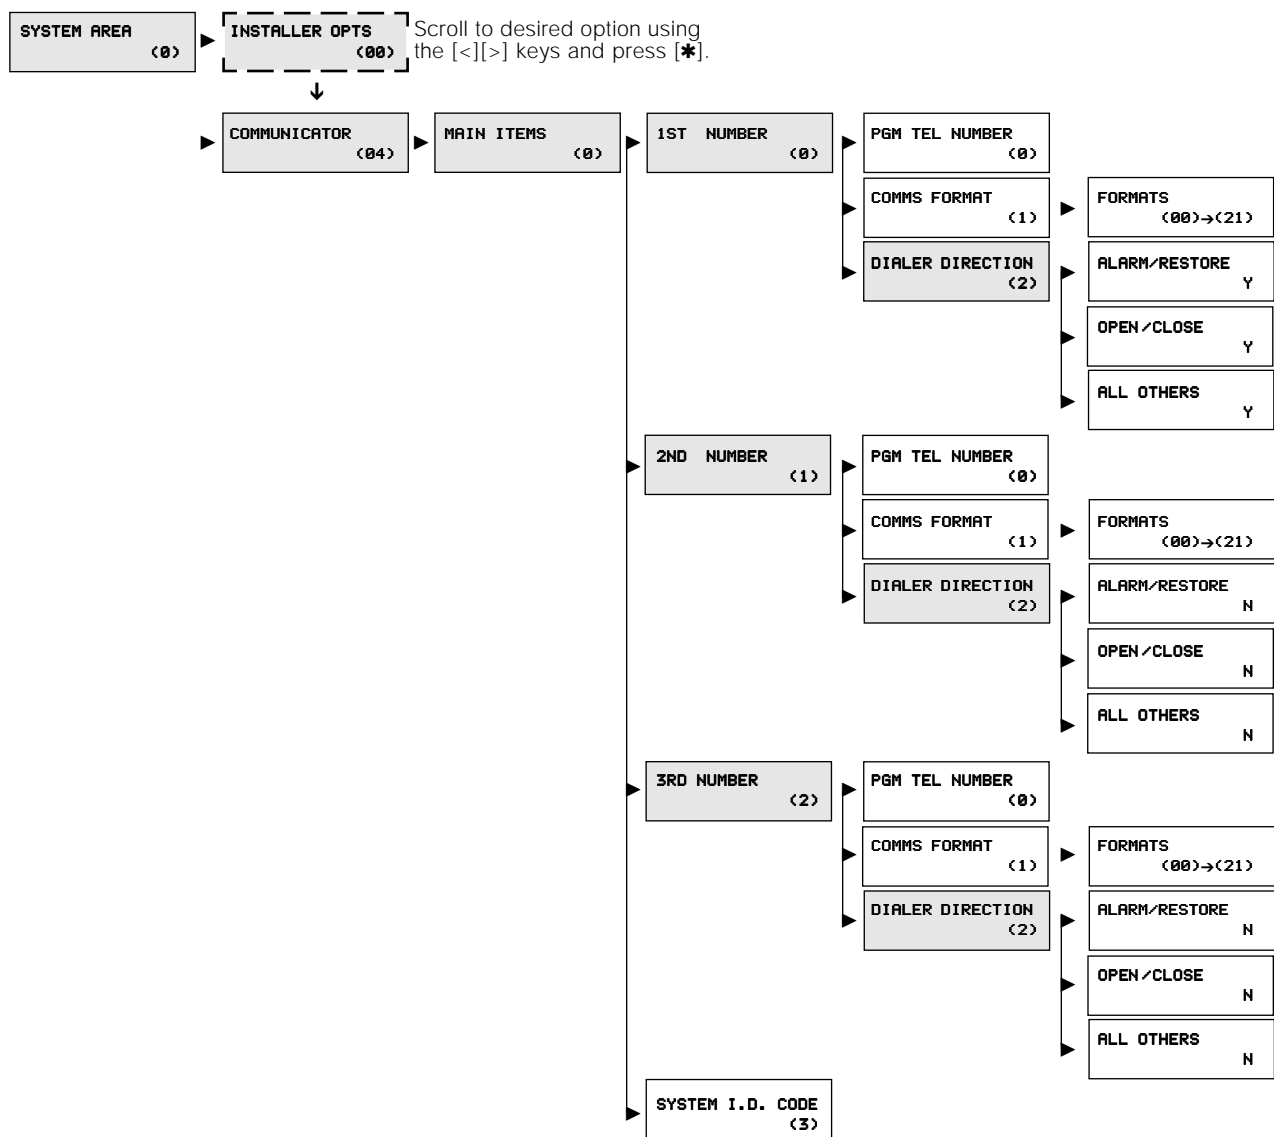 SYSTEM AREA
(0)
INSTALLER OPTS
(00)
Scroll to desired option using
the [<][>] keys and press [✱].
COMMUNICATOR
(04)
MAIN ITEMS
(0)
1ST NUMBER
(0)
PGM TEL NUMBER
(0)
COMMS FORMAT
(1)
FORMATS
(00)→(21)
DIALER DIRECTION
(2)
ALARM/RESTORE
Y
OPEN/CLOSE
Y
ALL OTHERS
Y
2ND NUMBER
(1)
PGM TEL NUMBER
(0)
COMMS FORMAT
(1)
FORMATS
(00)→(21)
DIALER DIRECTION
(2)
ALARM/RESTORE
N
OPEN/CLOSE
N
ALL OTHERS
N
3RD NUMBER
(2)
PGM TEL NUMBER
(0)
COMMS FORMAT
(1)
FORMATS
(00)→(21)
DIALER DIRECTION
(2)
ALARM/RESTORE
N
OPEN/CLOSE
N
ALL OTHERS
N
SYSTEM I.D. CODE
(3)